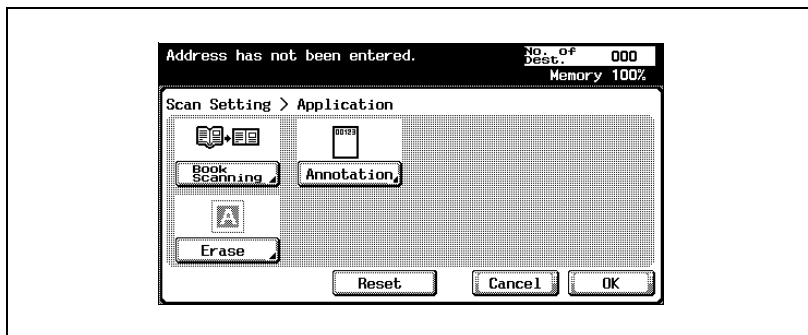 Address has not been entered.
No. of Dest. 000
Memory 100%
Scan Setting > Application
00123
Book Scanning
Annotation
A
Erase
Reset
Cancel
OK